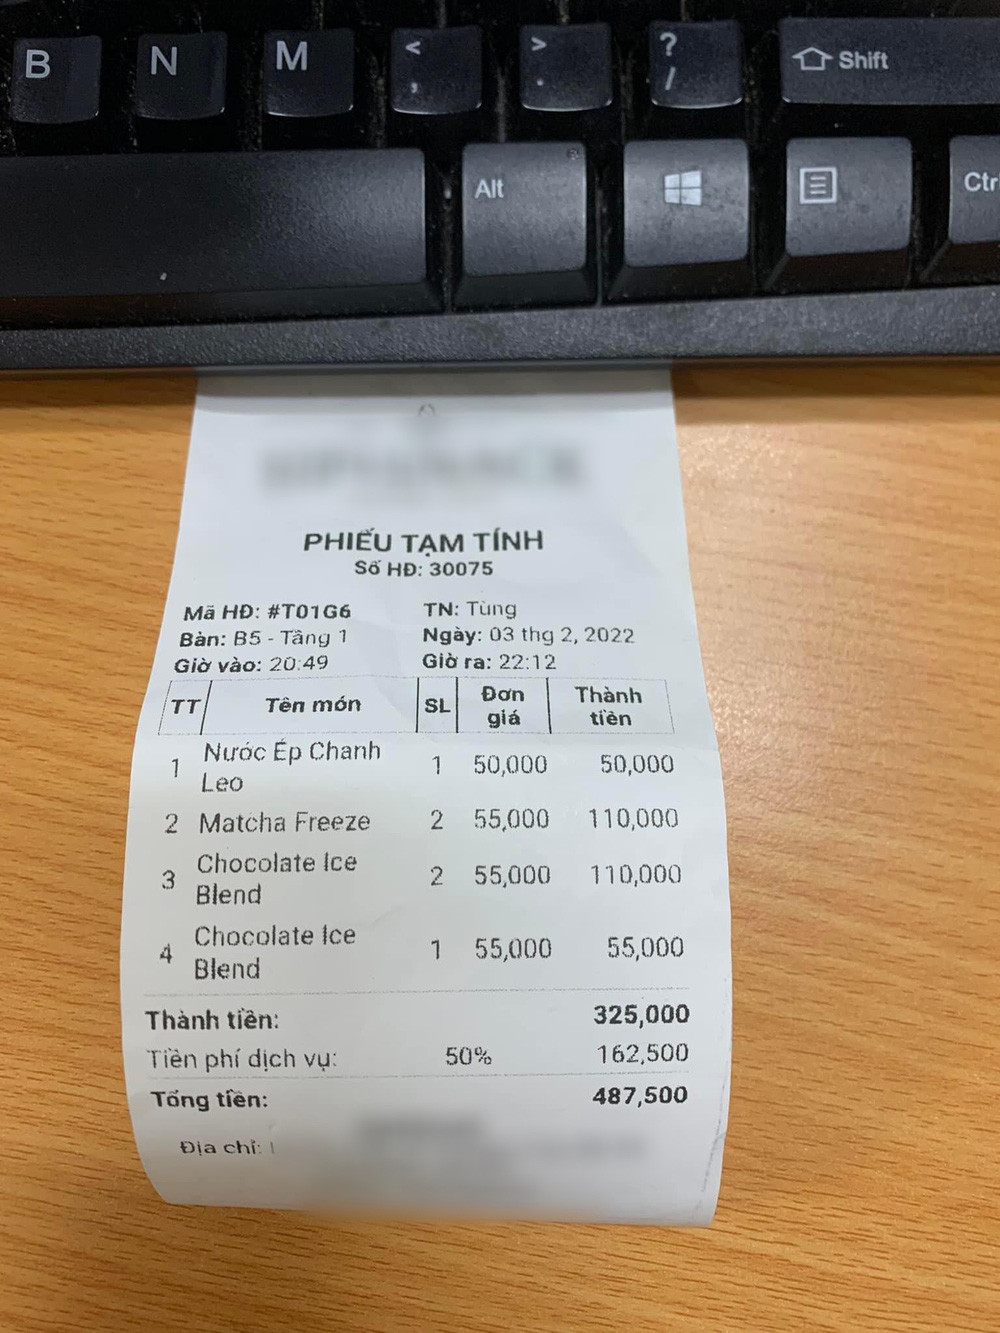 B N M < , > . ? / Shift
Alt Ctr
PHIẾU TẠM TÍNH
Số HĐ: 30075
Mã HĐ: #T01G6 TN: Tùng
Bàn: B5 - Tầng 1 Ngày: 03 thg 2, 2022
Giờ vào: 20:49 Giờ ra: 22:12
TT Tên món SL Đơn giá Thành tiền
1 Nước Ép Chanh Leo 1 50,000 50,000
2 Matcha Freeze 2 55,000 110,000
3 Chocolate Ice Blend 2 55,000 110,000
4 Chocolate Ice Blend 1 55,000 55,000
Thành tiền: 325,000
Tiền phí dịch vụ: 50% 162,500
Tổng tiền: 487,500
Địa chỉ: